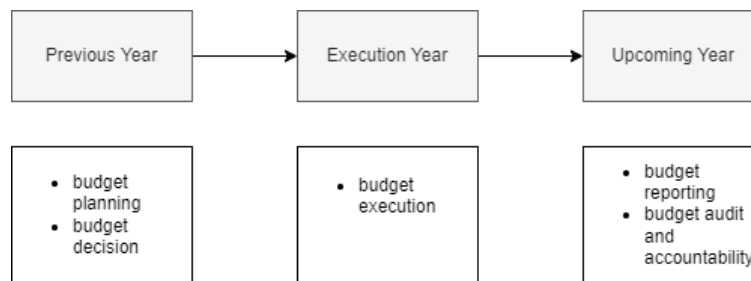 Previous Year
Execution Year
Upcoming Year
budget
planning
budget
decision
budget
execution
budget
reporting
budget audit
and
accountability